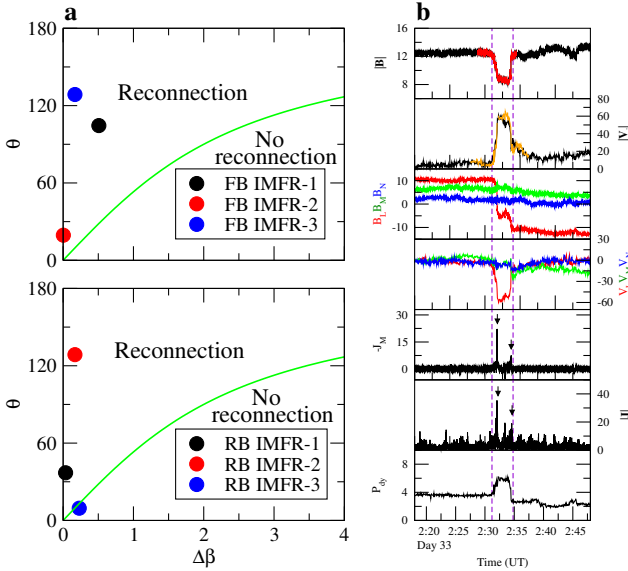 a
180
120
60
0
θ
Reconnection
No
reconnection
FB IMFR-1
FB IMFR-2
FB IMFR-3
180
120
60
0
θ
Reconnection
No
reconnection
RB IMFR-1
RB IMFR-2
RB IMFR-3
0
1
2
3
4
Δβ
b
|B|
16
12
8
|V|
80
60
40
20
0
B_L B_M B_N
10
0
-10
30
0
-30
-60
-J_M
30
15
0
|J|
40
20
0
P_dy
8
4
0
2:18
2:20
2:25
2:30
2:35
2:40
2:45
Day 33
Time (UT)